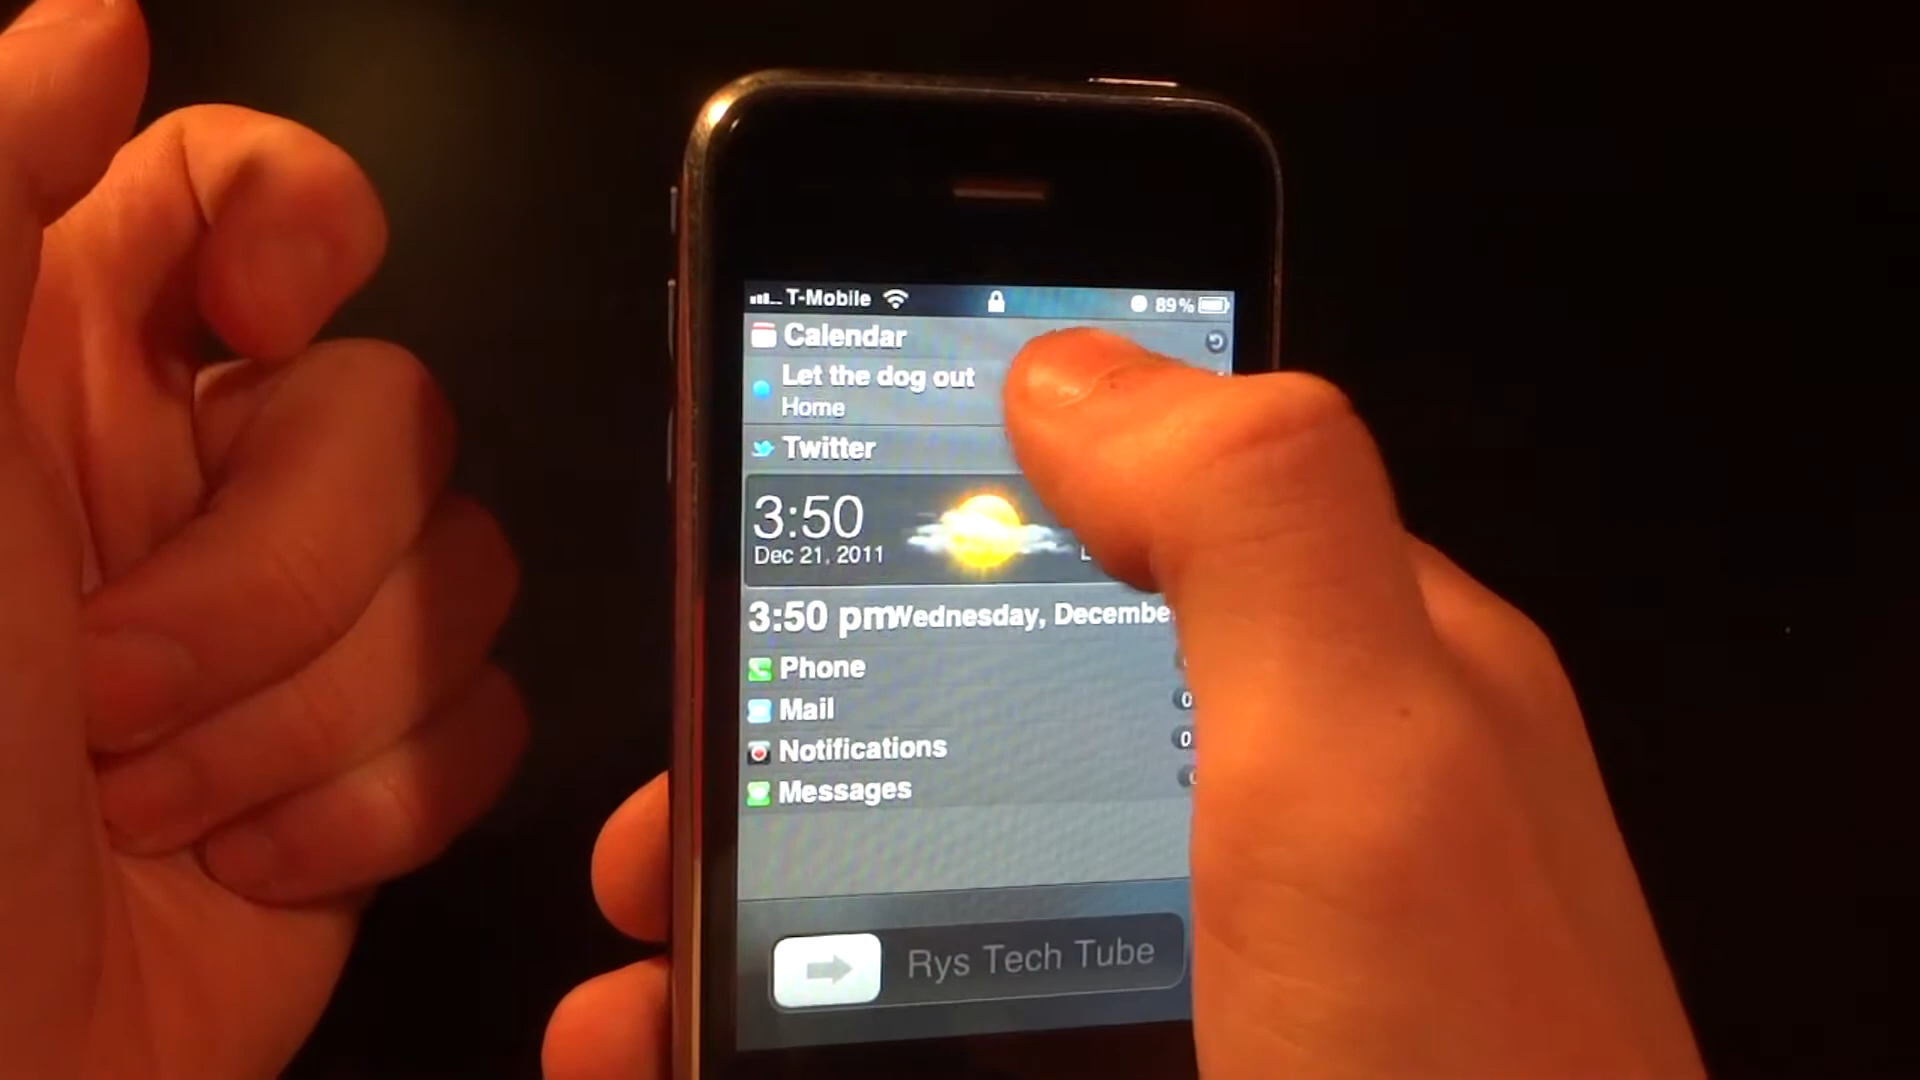 T-Mobile 89%
Calendar
Let the dog out
Home
Twitter
3:50
Dec 21, 2011
3:50 pm Wednesday, Decembe
Phone
Mail 0
Notifications 0
Messages
Rys Tech Tube